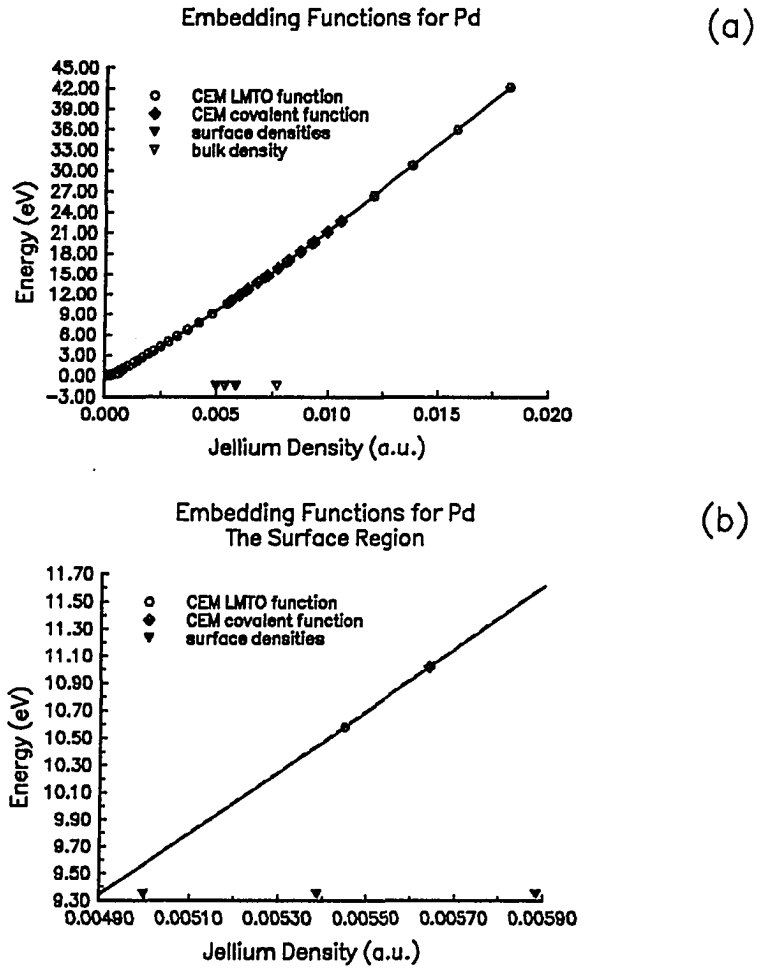 Embedding Functions for Pd
(a)
45.00
42.00
39.00
36.00
33.00
30.00
27.00
24.00
21.00
18.00
15.00
12.00
9.00
6.00
3.00
0.00
-3.00
Energy (eV)
CEM LMTO function
CEM covalent function
surface densities
bulk density
0.000 0.005 0.010 0.015 0.020
Jellium Density (a.u.)
Embedding Functions for Pd
The Surface Region
(b)
11.70
11.50
11.30
11.10
10.90
10.70
10.50
10.30
10.10
9.90
9.70
9.50
9.30
Energy (eV)
CEM LMTO function
CEM covalent function
surface densities
0.00490 0.00510 0.00530 0.00550 0.00570 0.00590
Jellium Density (a.u.)